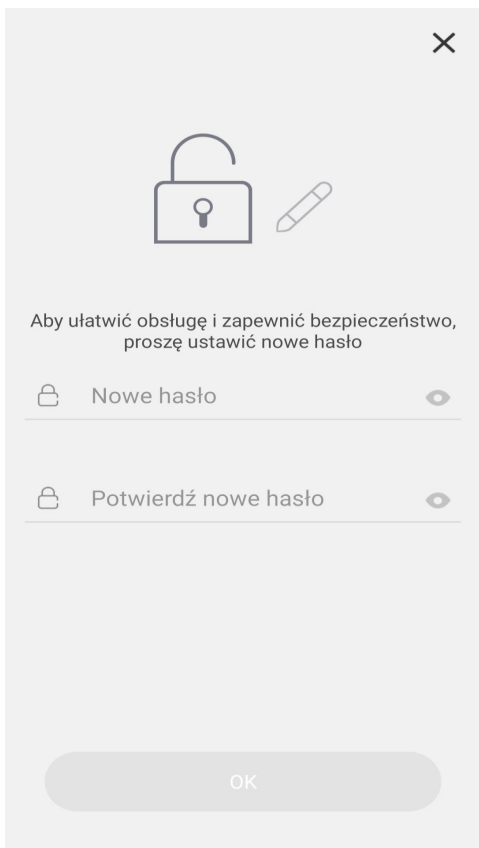 Aby ułatwić obsługę i zapewnić bezpieczeństwo,
proszę ustawić nowe hasło
Nowe hasło
Potwierdź nowe hasło
OK